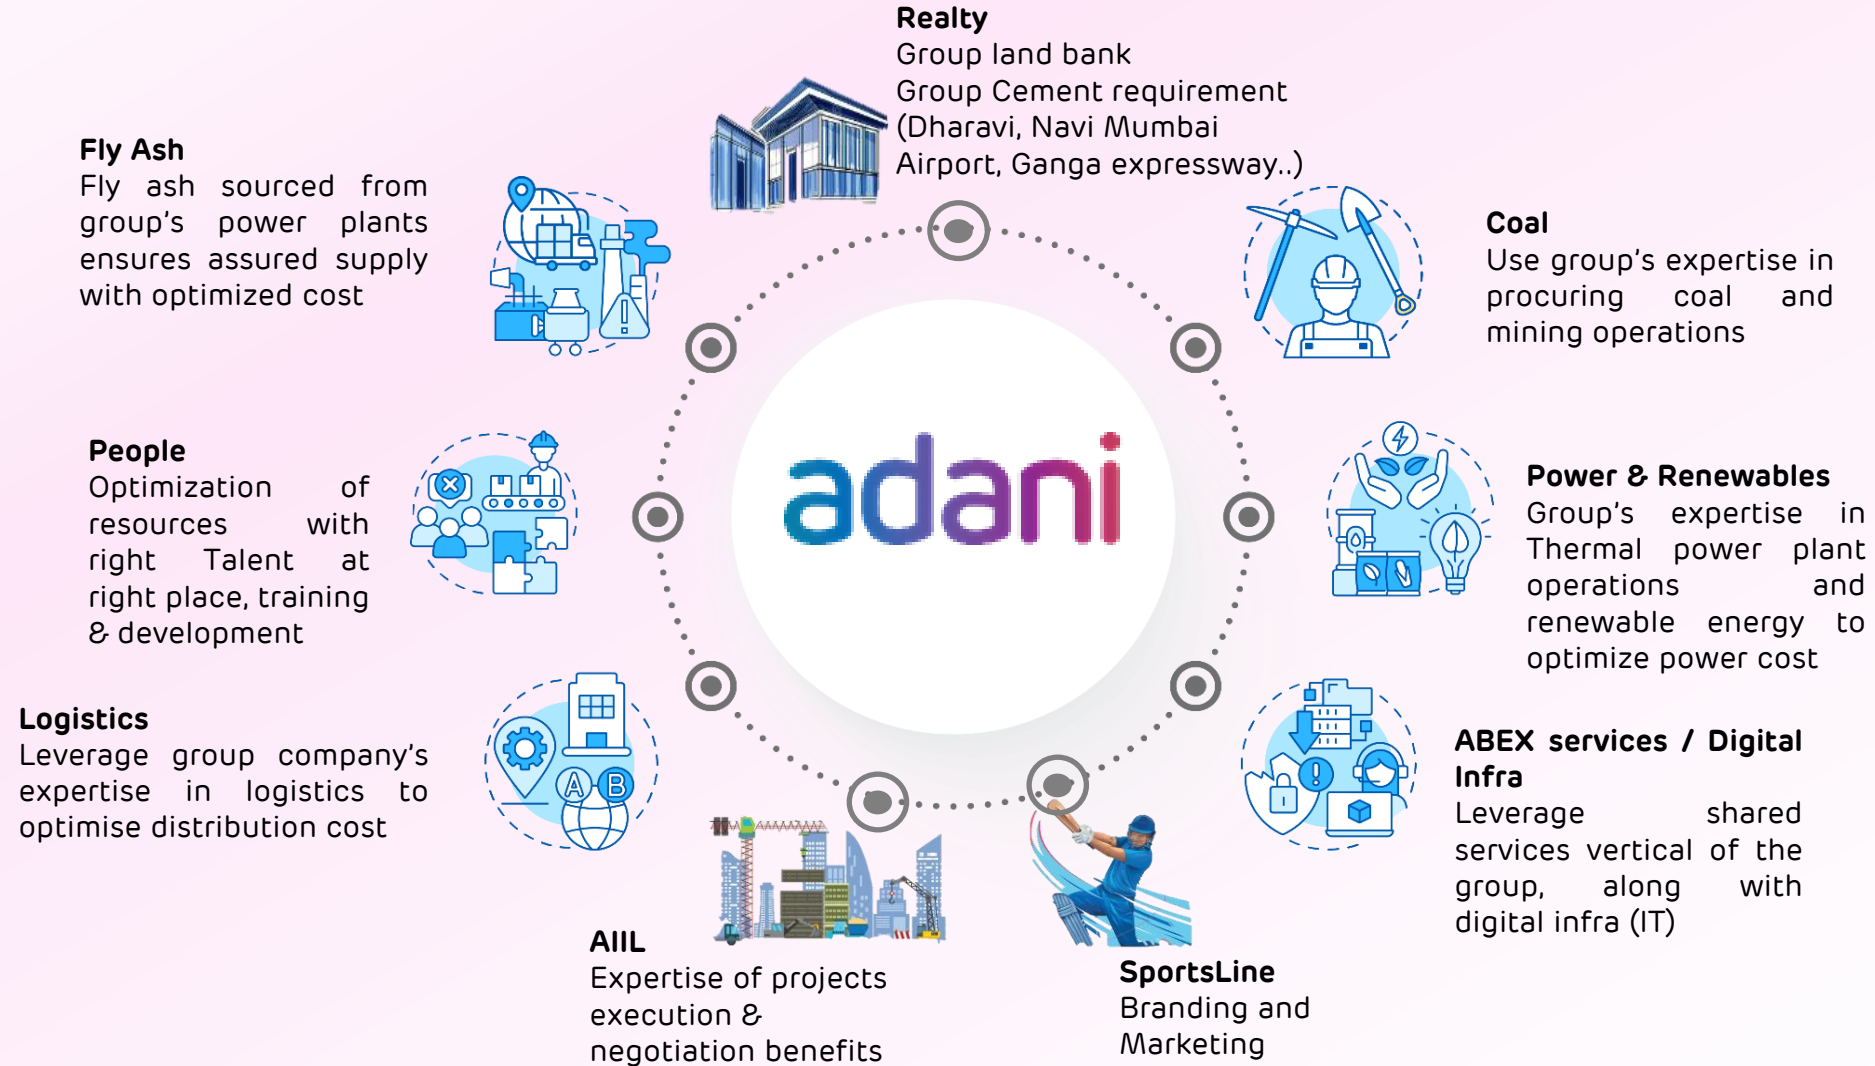 Realty
Group land bank
Group Cement requirement
(Dharavi, Navi Mumbai
Airport, Ganga expressway..)
Fly Ash
Fly ash sourced from
group's power plants
ensures assured supply
with optimized cost
Coal
Use group's expertise in
procuring coal and
mining operations
adani
People
Optimization of
resources with
right Talent at
right place, training
& development
Power & Renewables
Group's expertise in
Thermal power plant
operations and
renewable energy to
optimize power cost
Logistics
Leverage group company's
expertise in logistics to
optimise distribution cost
A B
ABEX services / Digital
Infra
Leverage shared
services vertical of the
group, along with
digital infra (IT)
AIIL
Expertise of projects
execution &
negotiation benefits
SportsLine
Branding and
Marketing